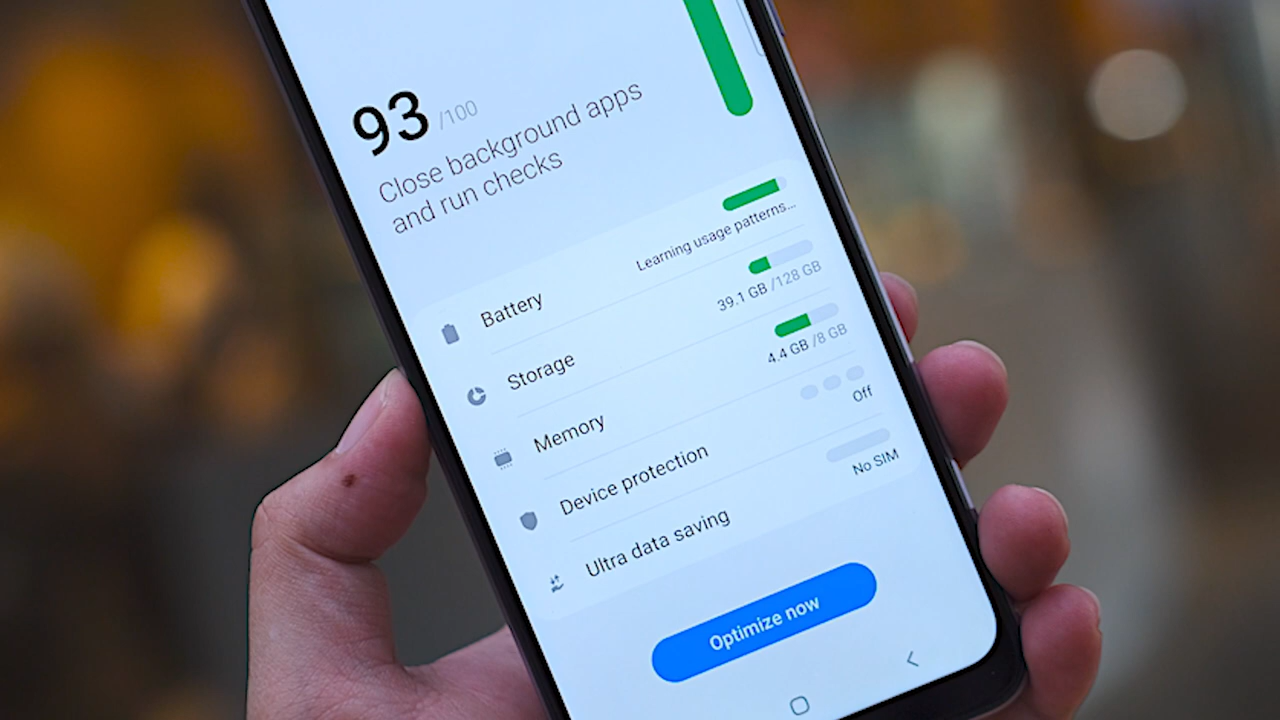 93 /100
Close background apps
and run checks
Battery
Learning usage patterns...
Storage
39.1 GB /128 GB
Memory
4.4 GB /8 GB
Device protection
Off
Ultra data saving
No SIM
Optimize now